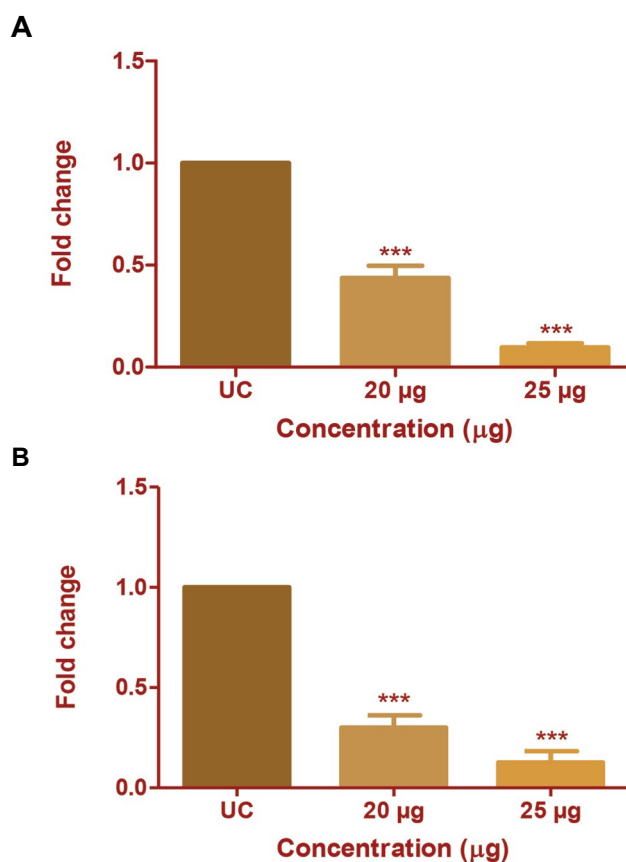 A
Fold change
1.5
1.0
0.5
0.0
***
***
UC 20 µg 25 µg
Concentration (µg)
B
Fold change
1.5
1.0
0.5
0.0
***
***
UC 20 µg 25 µg
Concentration (µg)